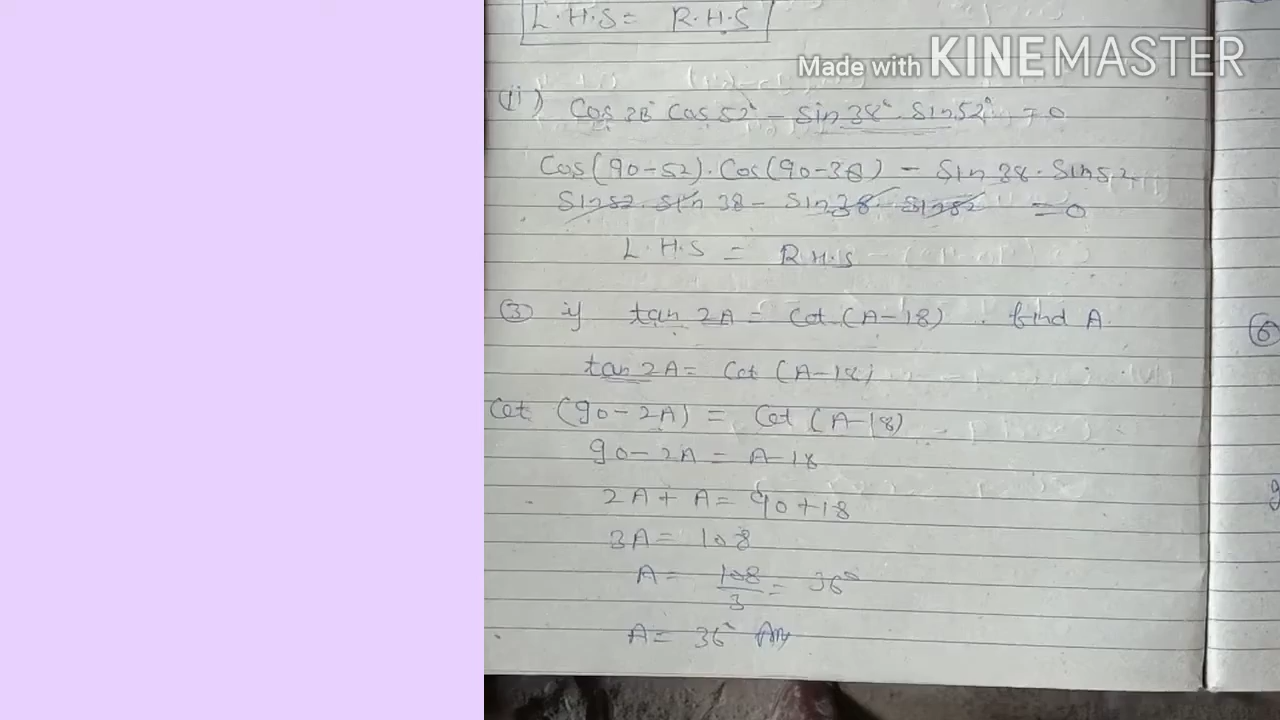 L.H.S = R.H.S
Made with KINEMASTER
(ii) Cos 38° Cos 52° - Sin 38° Sin 52° = 0
Cos(90-52). Cos(90-38) - Sin 38. Sin 52
Sin 52 Sin 38 - Sin 38 Sin 52 = 0
L.H.S = R.H.S
③ if tan 2A = Cot (A-18). find A.
tan 2A = Cot (A-18)
Cot (90-2A) = Cot (A-18)
90-2A = A-18
2A + A = 90+18
3A = 108
A = 108/3 = 36°
A = 36° Ans
⑥